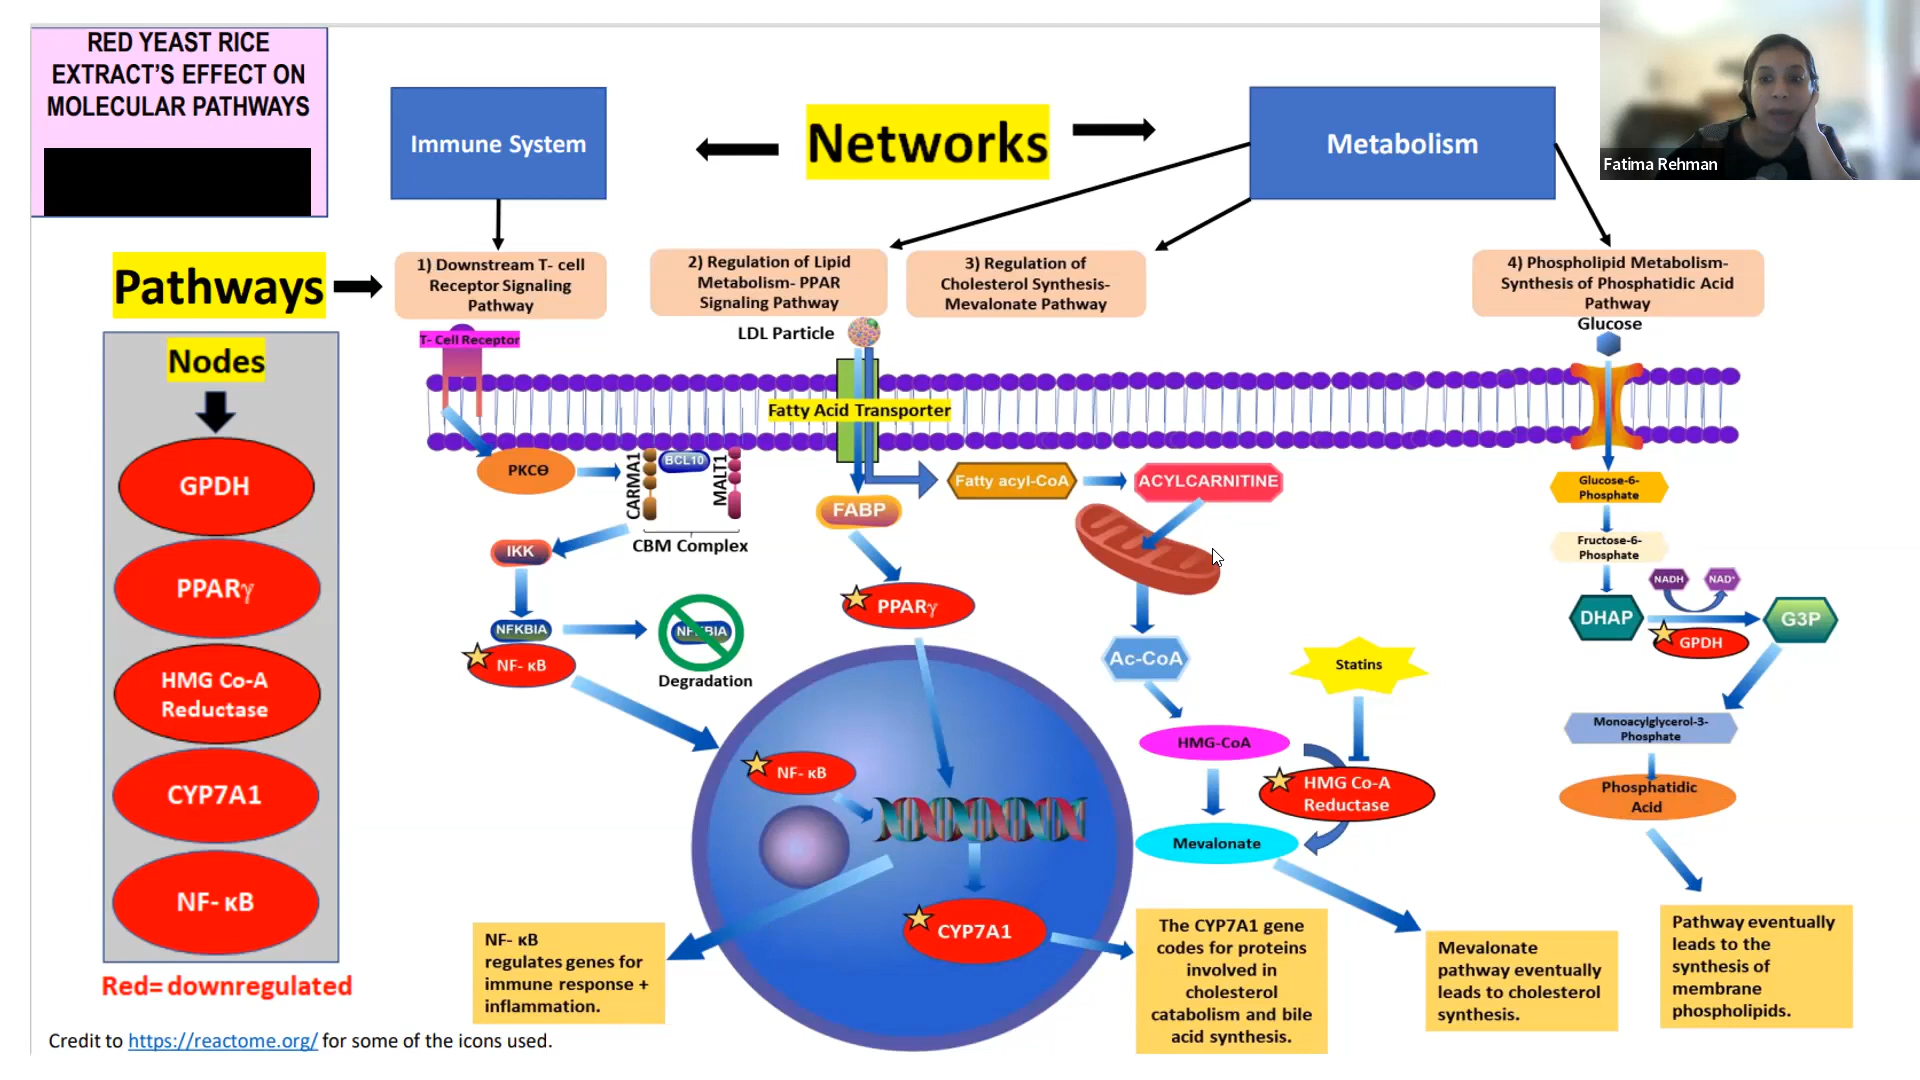 RED YEAST RICE
EXTRACT'S EFFECT ON
MOLECULAR PATHWAYS
Immune System
Networks
Metabolism
Fatima Rehman
Pathways
1) Downstream T- cell
Receptor Signaling
Pathway
2) Regulation of Lipid
Metabolism- PPAR
Signaling Pathway
3) Regulation of
Cholesterol Synthesis-
Mevalonate Pathway
4) Phospholipid Metabolism-
Synthesis of Phosphatidic Acid
Pathway
Nodes
GPDH
PPARγ
HMG Co-A
Reductase
CYP7A1
NF- κB
Red= downregulated
T- Cell Receptor
PKCΘ
CARMA1
BCL10
MALT1
CBM Complex
IKK
NFKBIA
NFKBIA
Degradation
NF- κB
NF- κB
LDL Particle
Fatty Acid Transporter
FABP
PPARγ
CYP7A1
Fatty acyl-CoA
ACYLCARNITINE
Ac-CoA
Statins
HMG-CoA
HMG Co-A
Reductase
Mevalonate
Glucose
Glucose-6-
Phosphate
Fructose-6-
Phosphate
NADH
NAD⁺
DHAP
GPDH
G3P
Monoacylglycerol-3-
Phosphate
Phosphatidic
Acid
NF- κB
regulates genes for
immune response +
inflammation.
The CYP7A1 gene
codes for proteins
involved in
cholesterol
catabolism and bile
acid synthesis.
Mevalonate
pathway eventually
leads to cholesterol
synthesis.
Pathway eventually
leads to the
synthesis of
membrane
phospholipids.
Credit to https://reactome.org/ for some of the icons used.